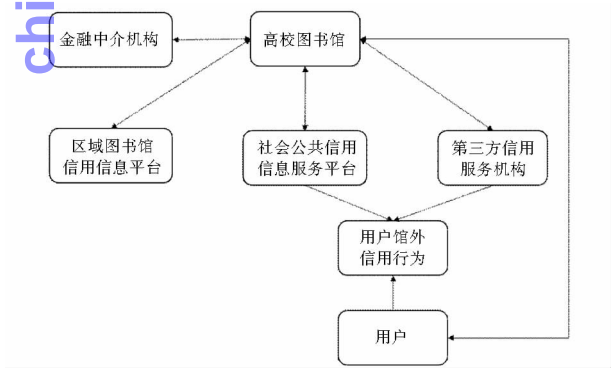 chi
金融中介机构
高校图书馆
区域图书馆
信用信息平台
社会公共信用
信息服务平台
第三方信用
服务机构
用户馆外
信用行为
用户